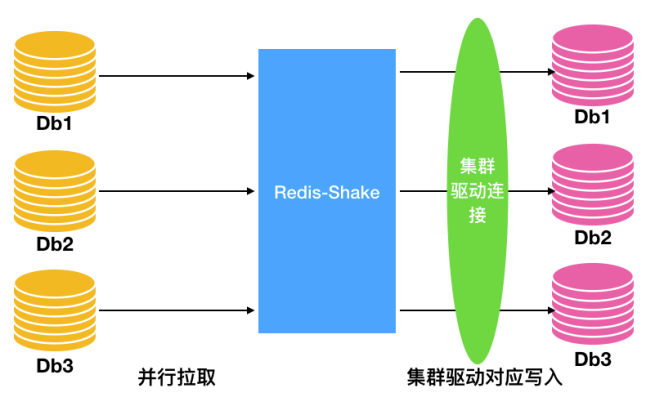 Db1
Db2
Db3
并行拉取
Redis-Shake
集群
驱动连
接
集群驱动对应写入
Db1
Db2
Db3